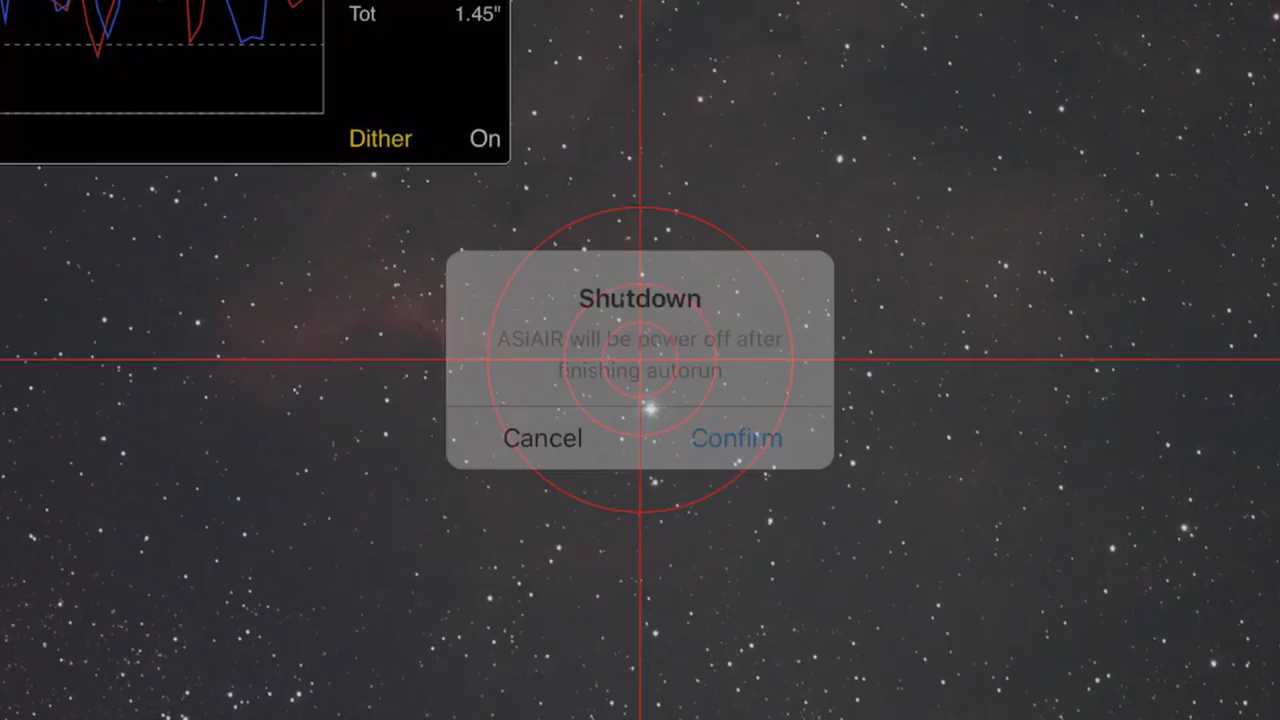 Tot 1.45"
Dither On
Shutdown
ASIAIR will be power off after
finishing autorun
Cancel Confirm